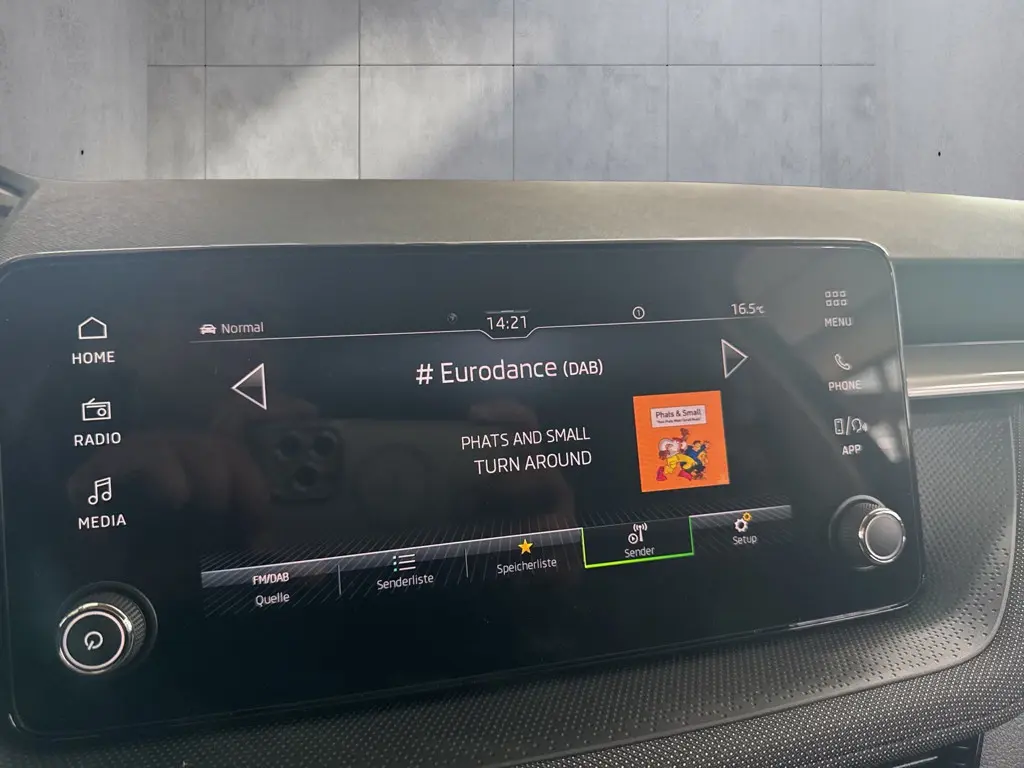 HOME
RADIO
MEDIA
Normal
14:21
16.5°C
# Eurodance (DAB)
PHATS AND SMALL
TURN AROUND
Phats & Small
FM/DAB
Quelle
Senderliste
Speicherliste
Sender
Setup
MENU
PHONE
APP